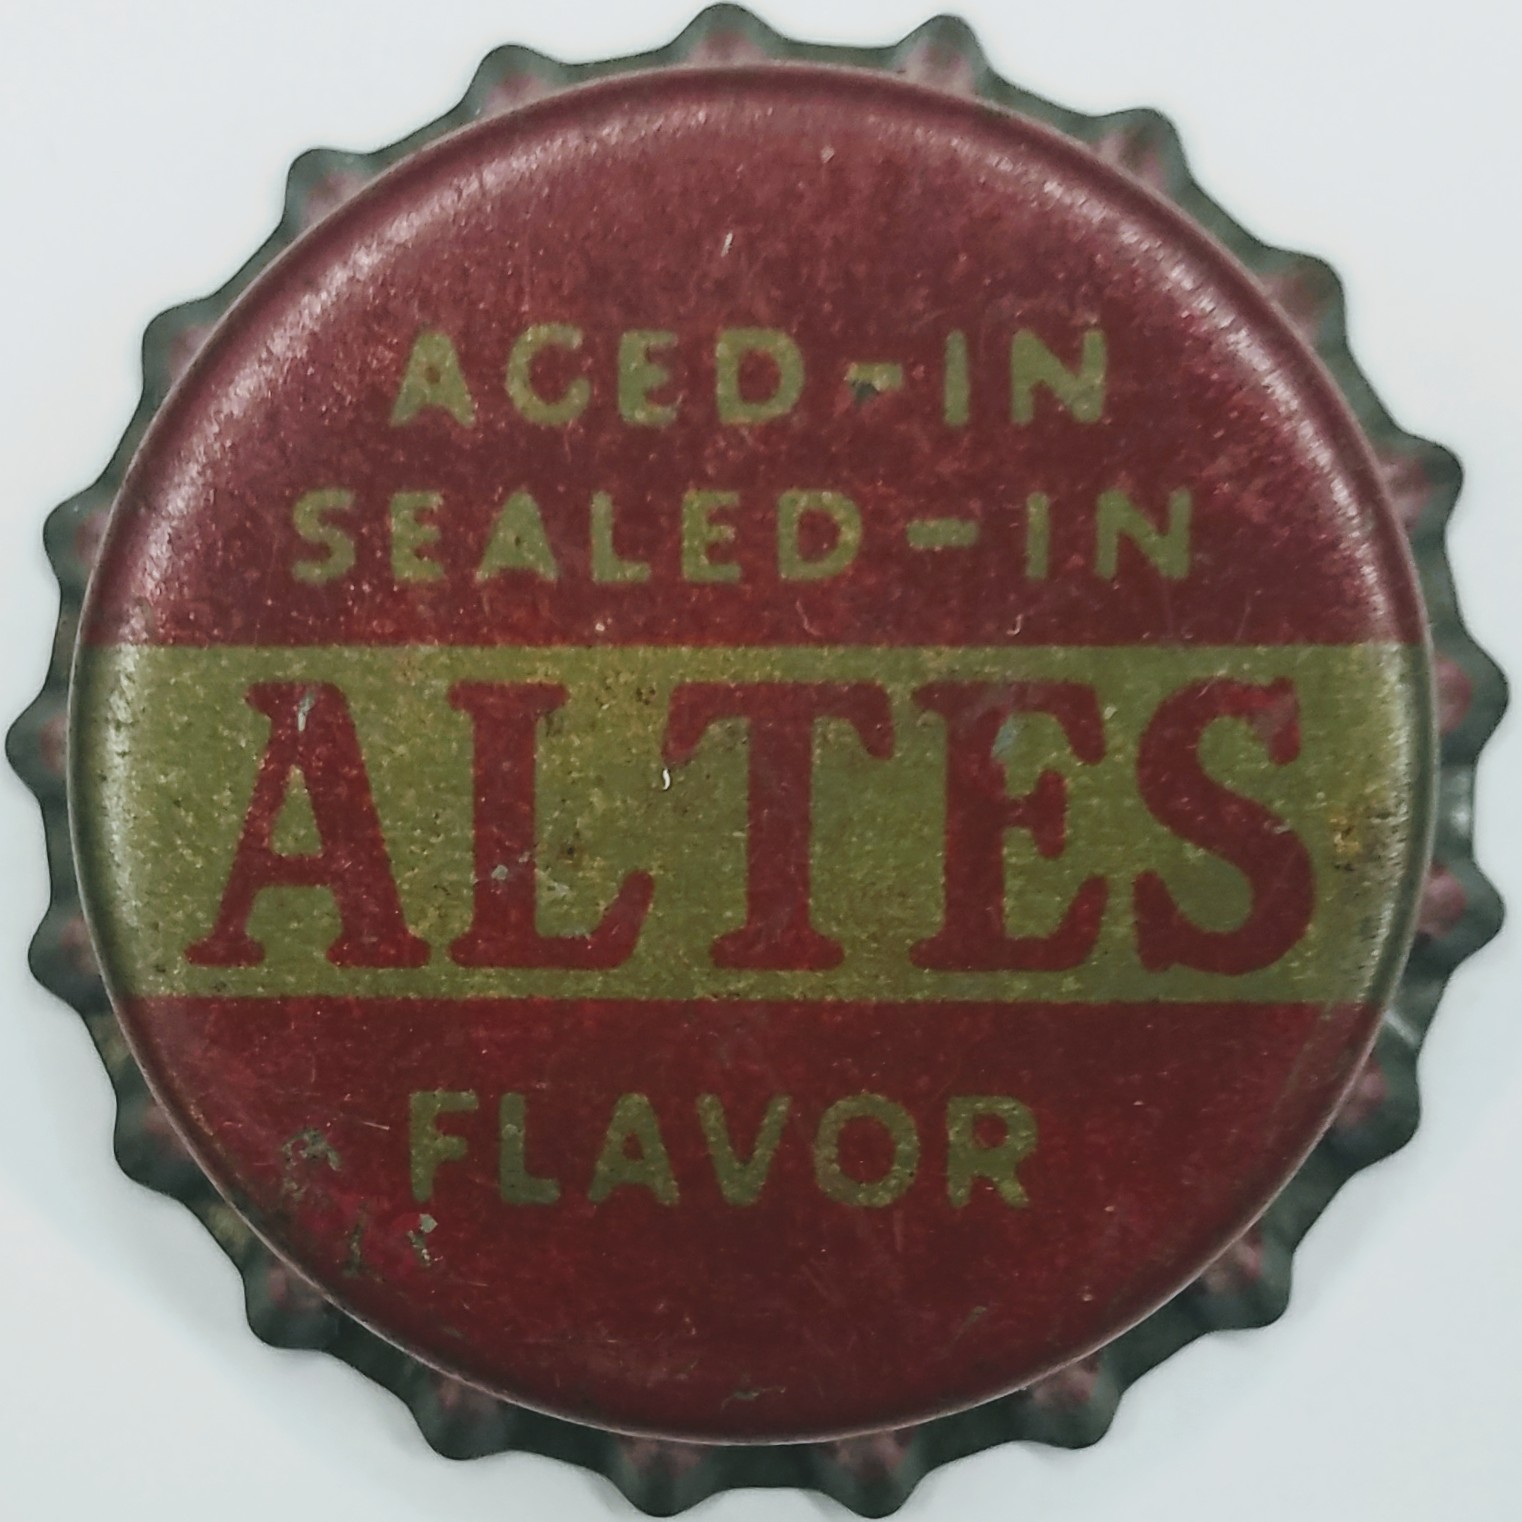 AGED-IN
SEALED-IN
ALTES
FLAVOR